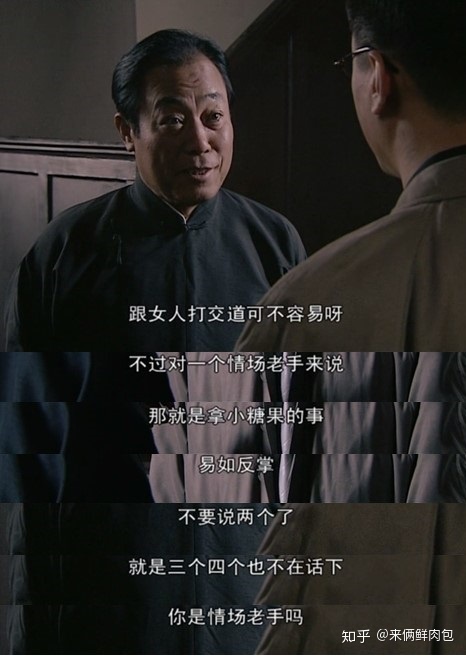 跟女人打交道可不容易呀
不过对一个情场老手来说
那就是拿小糖果的事
易如反掌
不要说两个了
就是三个四个也不在话下
你是情场老手吗
知乎 @来俩鲜肉包